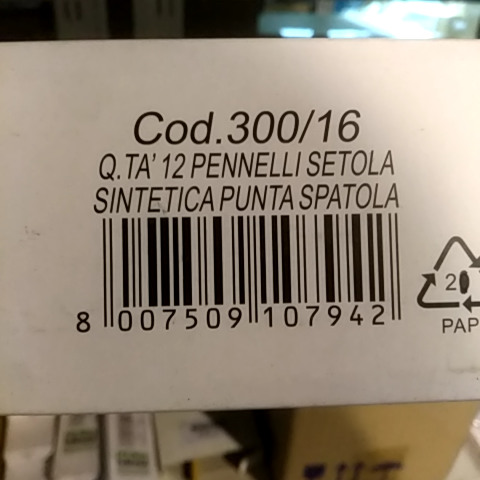 Cod.300/16
Q.TA' 12 PENNELLI SETOLA
SINTETICA PUNTA SPATOLA
8 007509 107942
20
PAP